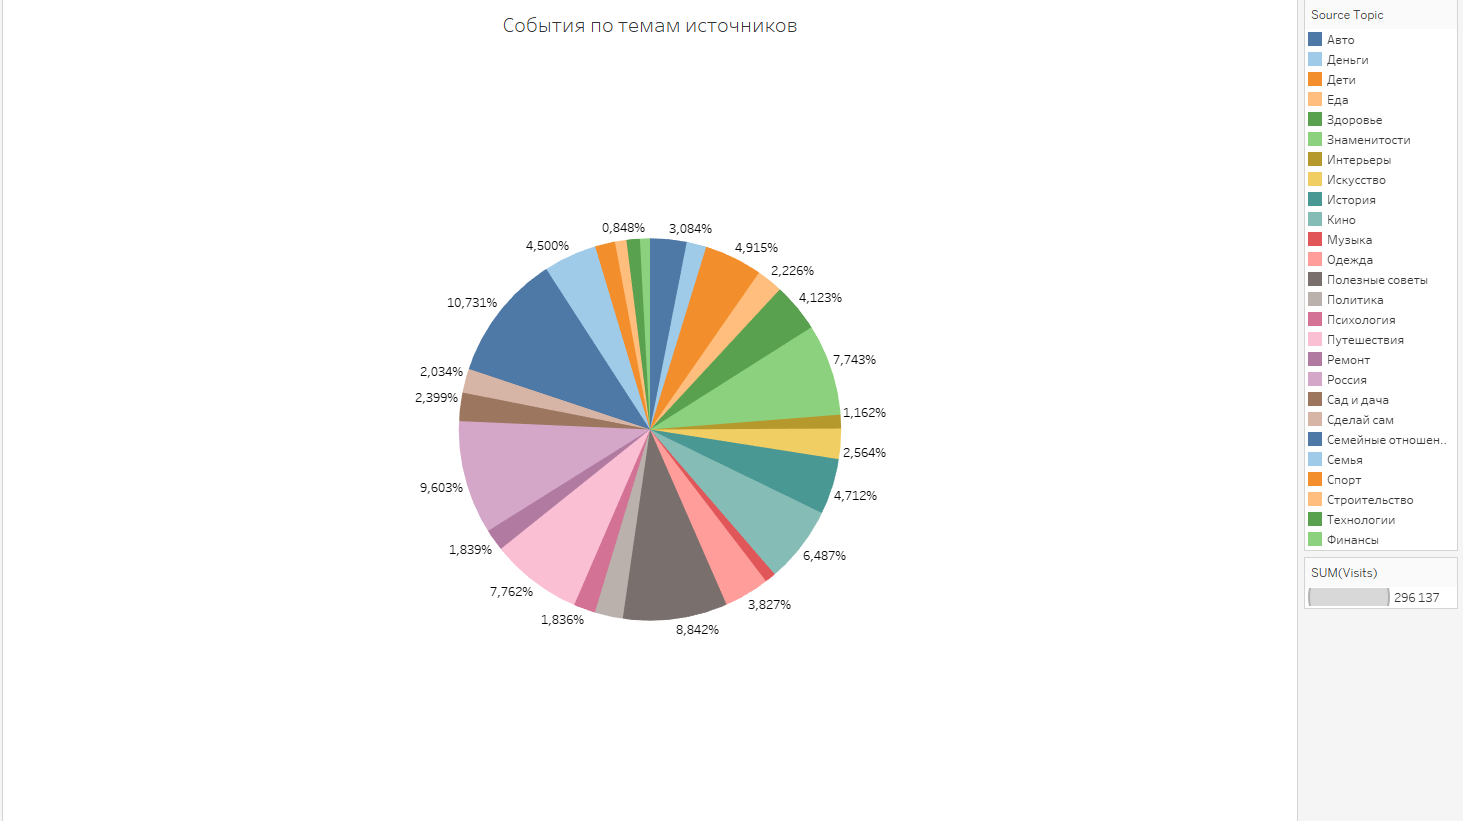 События по темам источников
0,848%
3,084%
4,500%
4,915%
2,226%
10,731%
4,123%
7,743%
2,034%
2,399%
1,162%
2,564%
9,603%
4,712%
1,839%
6,487%
7,762%
3,827%
1,836%
8,842%
Source Topic
Авто
Деньги
Дети
Еда
Здоровье
Знаменитости
Интерьеры
Искусство
История
Кино
Музыка
Одежда
Полезные советы
Политика
Психология
Путешествия
Ремонт
Россия
Сад и дача
Сделай сам
Семейные отношен..
Семья
Спорт
Строительство
Технологии
Финансы
SUM(Visits)
296 137